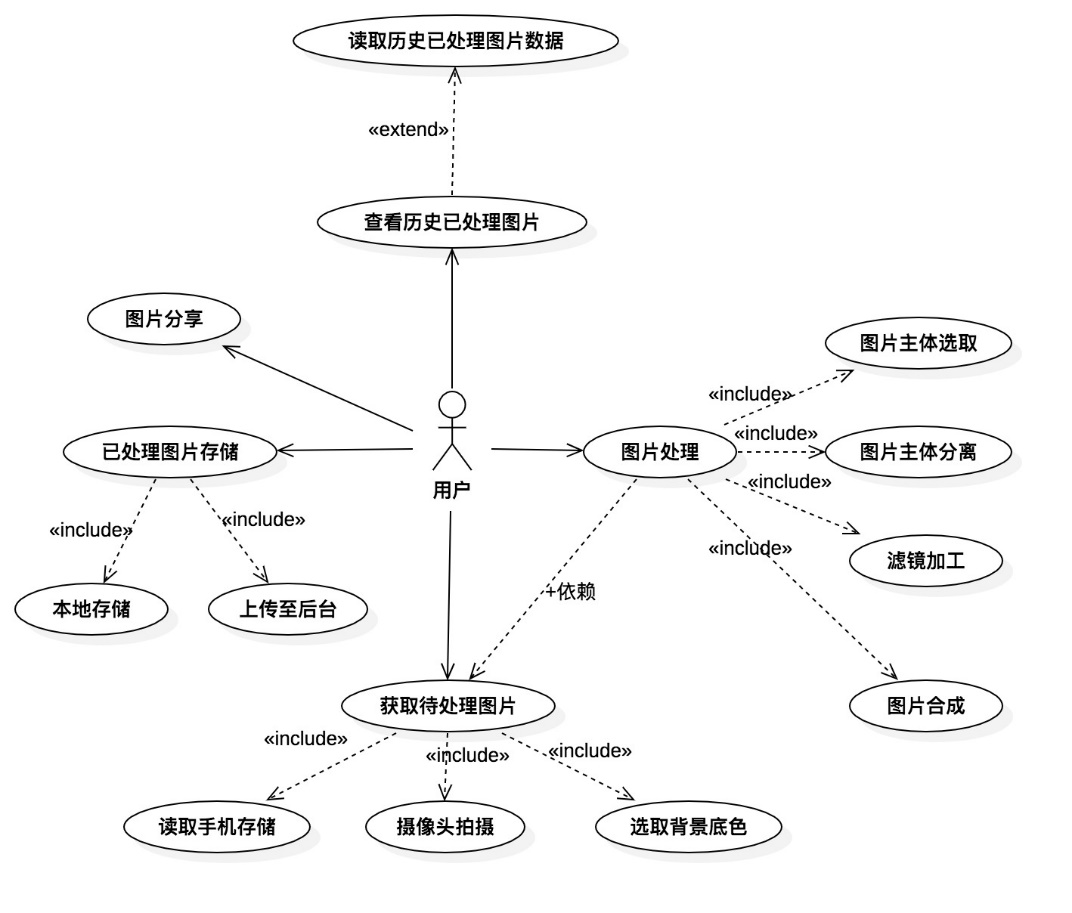 读取历史已处理图片数据
«extend»
查看历史已处理图片
图片分享
图片主体选取
«include»
«include»
已处理图片存储
图片处理
图片主体分离
«include»
用户
«include»
«include»
«include»
滤镜加工
+依赖
本地存储
上传至后台
获取待处理图片
图片合成
«include»
«include»
«include»
读取手机存储
摄像头拍摄
选取背景底色